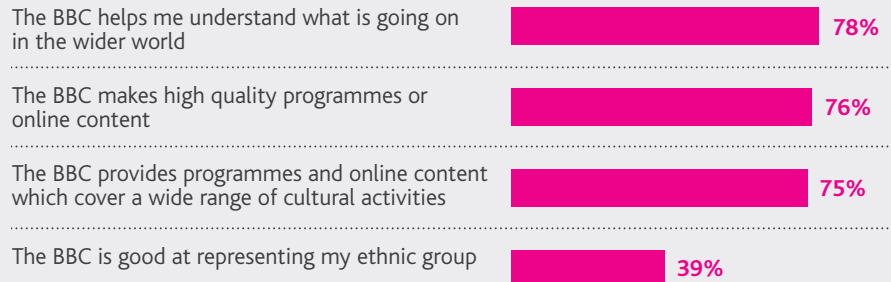 The BBC helps me understand what is going on
in the wider world
78%
The BBC makes high quality programmes or
online content
76%
The BBC provides programmes and online content
which cover a wide range of cultural activities
75%
The BBC is good at representing my ethnic group
39%